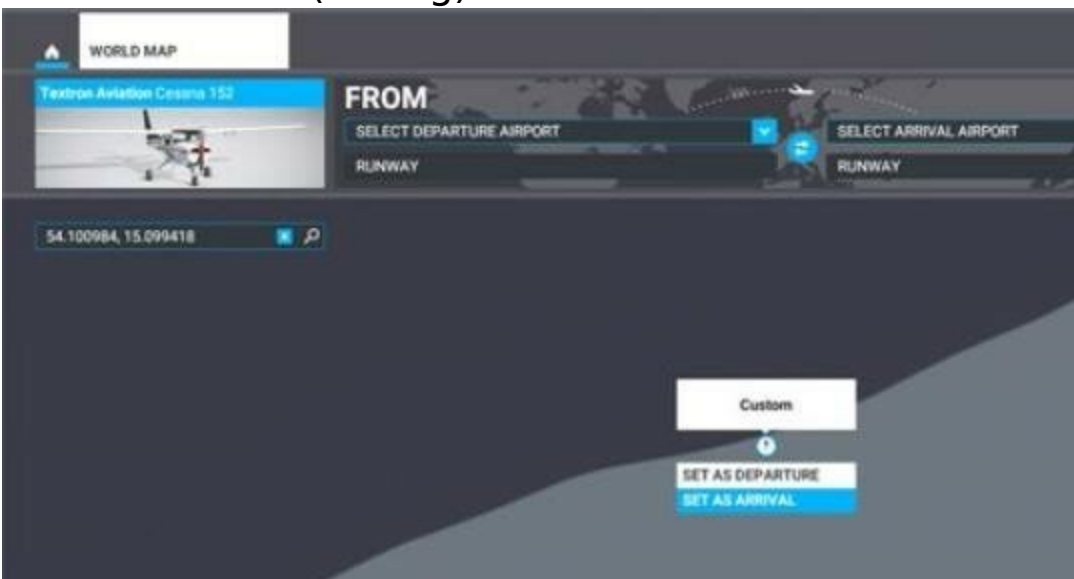 WORLD MAP
Textron Aviation Cessna 152
FROM
SELECT DEPARTURE AIRPORT
SELECT ARRIVAL AIRPORT
RUNWAY
RUNWAY
54.100984, 15.099418
Custom
SET AS DEPARTURE
SET AS ARRIVAL